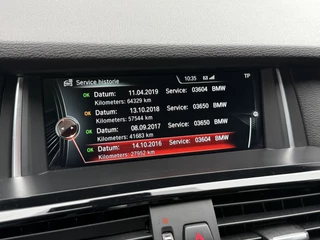 Service historie 10:35 TP
OK Datum: 11.04.2019 Service: 03604 BMW
Kilometers: 64329 km
OK Datum: 13.10.2018 Service: 03650 BMW
Kilometers: 57544 km
OK Datum: 08.09.2017 Service: 03650 BMW
Kilometers: 41683 km
OK Datum: 14.10.2016 Service: 03604 BMW
Kilometers: 27952 km